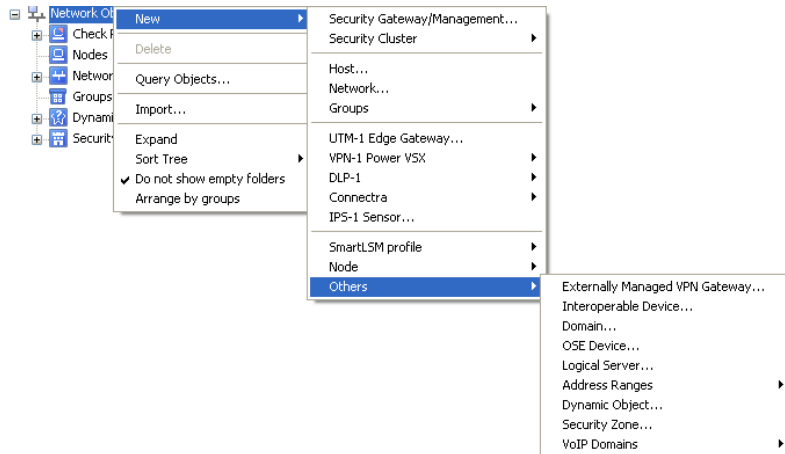 Network Ob
Check P
Nodes
Networ
Groups
Dynami
Securit
New
Delete
Query Objects...
Import...
Expand
Sort Tree
Do not show empty folders
Arrange by groups
Security Gateway/Management...
Security Cluster
Host...
Network...
Groups
UTM-1 Edge Gateway...
VPN-1 Power VSX
DLP-1
Connectra
IPS-1 Sensor...
SmartLSM profile
Node
Others
Externally Managed VPN Gateway...
Interoperable Device...
Domain...
OSE Device...
Logical Server...
Address Ranges
Dynamic Object...
Security Zone...
VoIP Domains